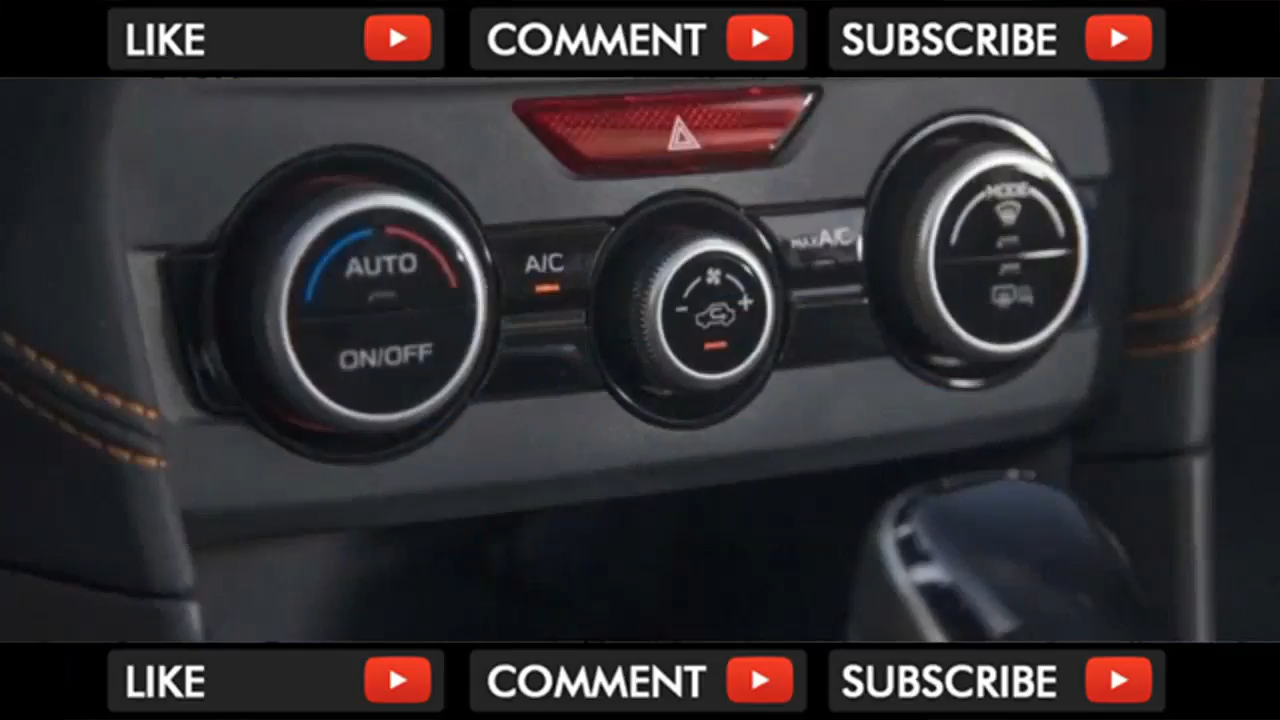 LIKE COMMENT SUBSCRIBE
AUTO
ON/OFF
A/C
- +
MAX A/C
MODE
LIKE COMMENT SUBSCRIBE